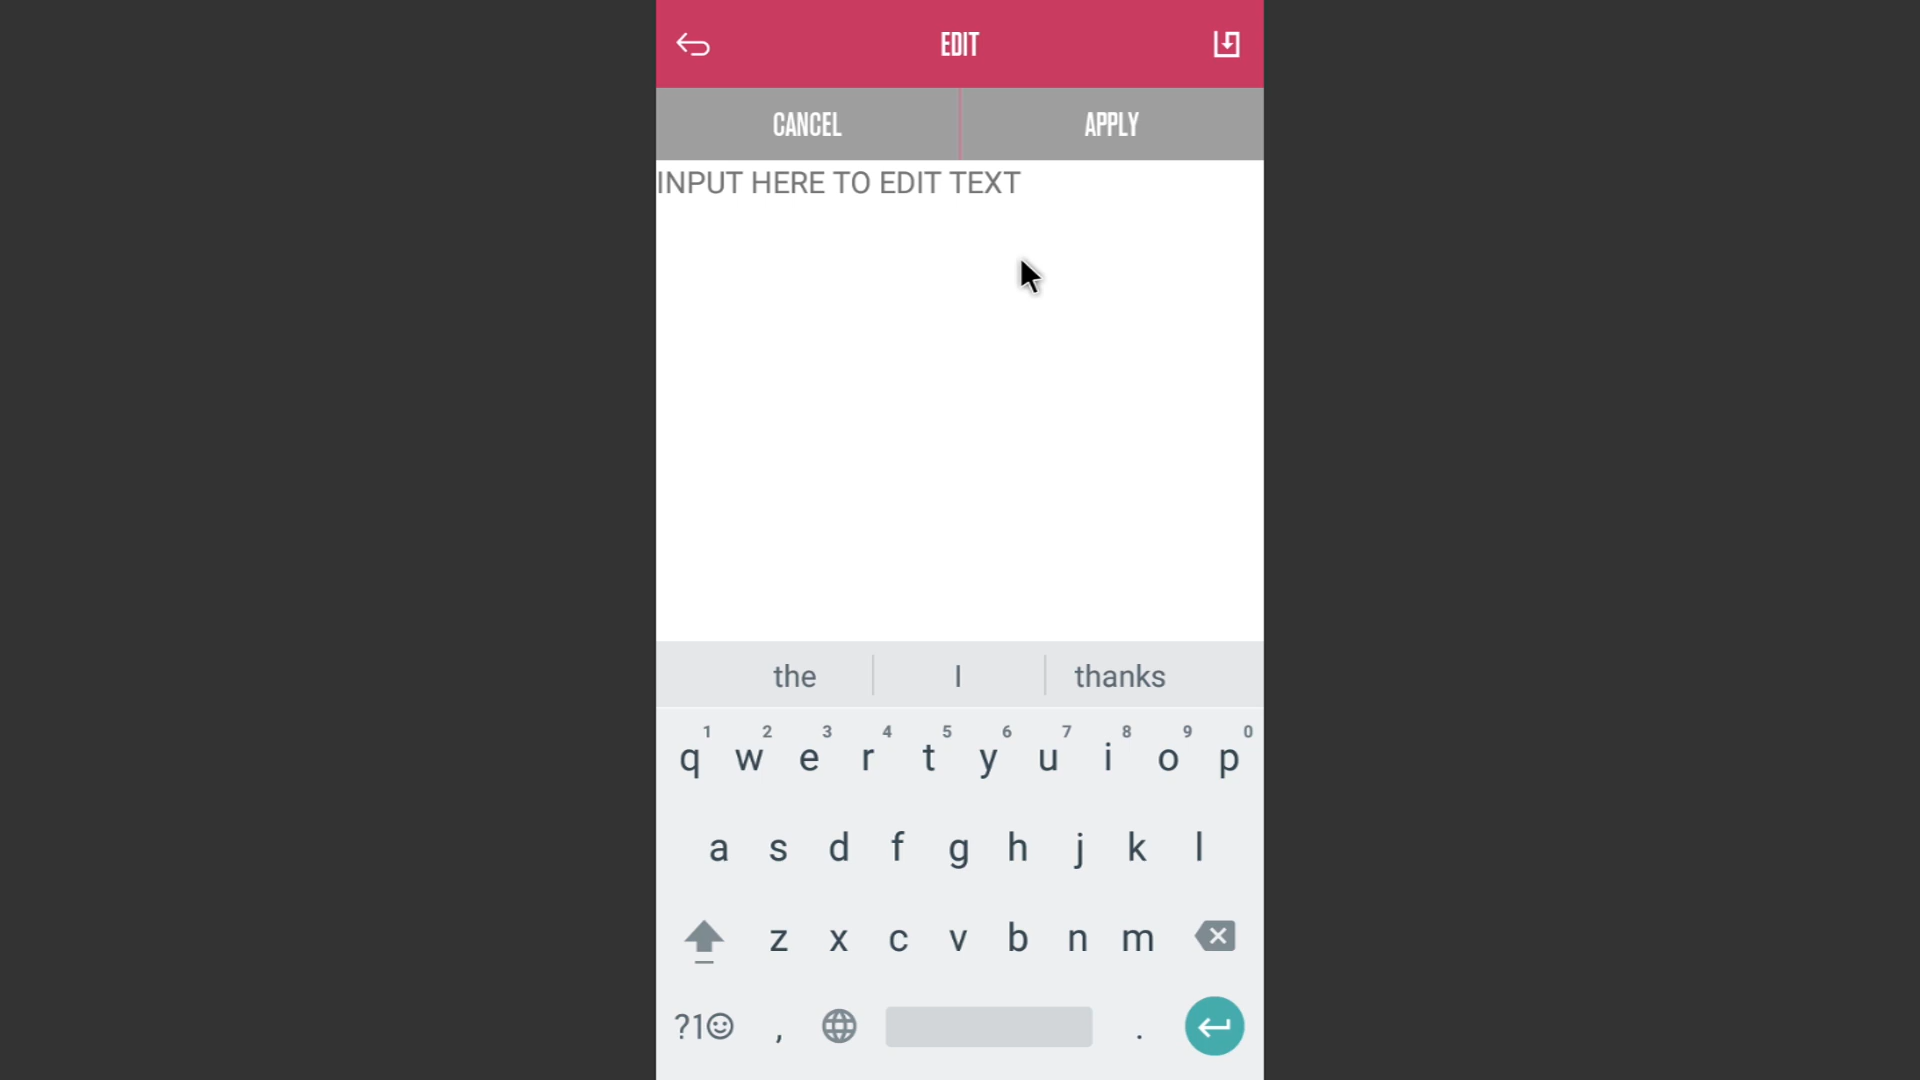 EDIT
CANCEL APPLY
INPUT HERE TO EDIT TEXT
the I thanks
1 2 3 4 5 6 7 8 9 0
q w e r t y u i o p
a s d f g h j k l
z x c v b n m
?1☺ , .